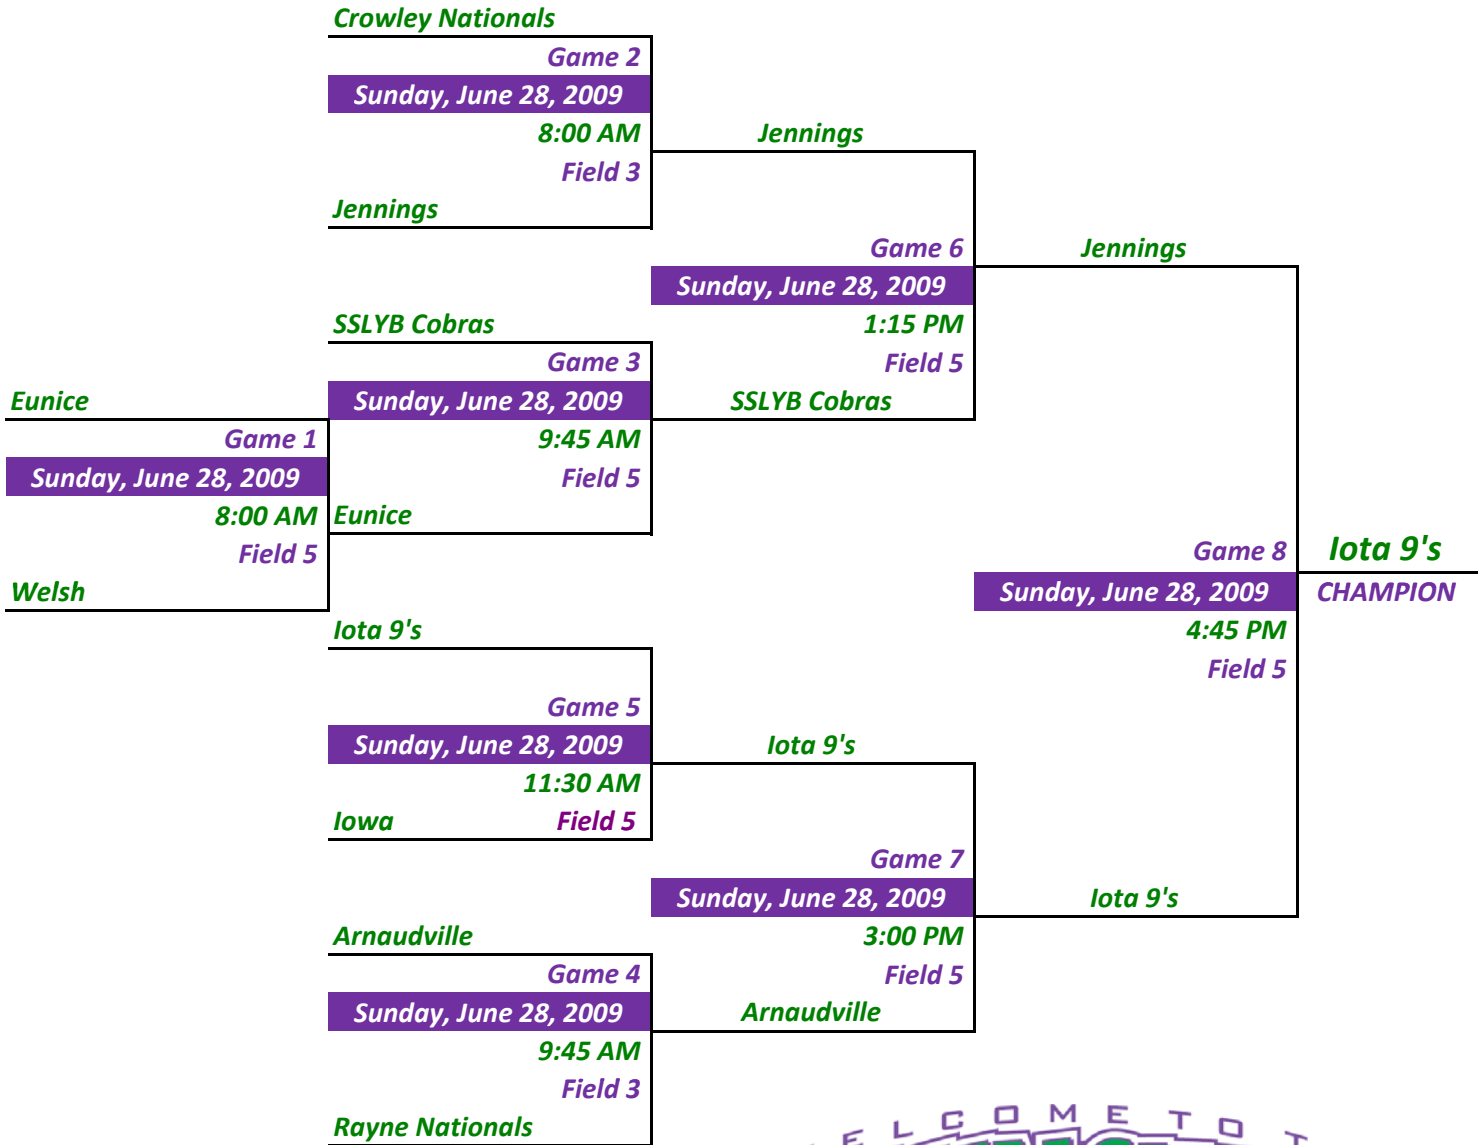 Crowley Nationals
Game 2
Sunday, June 28, 2009
8:00 AM
Jennings
Field 3
Jennings
Game 6
Jennings
Sunday, June 28, 2009
SSLYB Cobras
1:15 PM
Game 3
Field 5
Eunice
Sunday, June 28, 2009
SSLYB Cobras
Game 1
9:45 AM
Sunday, June 28, 2009
Field 5
8:00 AM
Eunice
Field 5
Game 8
Iota 9's
Welsh
Sunday, June 28, 2009
CHAMPION
Iota 9's
4:45 PM
Field 5
Game 5
Sunday, June 28, 2009
Iota 9's
11:30 AM
Iowa
Field 5
Game 7
Sunday, June 28, 2009
Iota 9's
Arnaudville
3:00 PM
Game 4
Field 5
Sunday, June 28, 2009
Arnaudville
9:45 AM
Field 3
Rayne Nationals